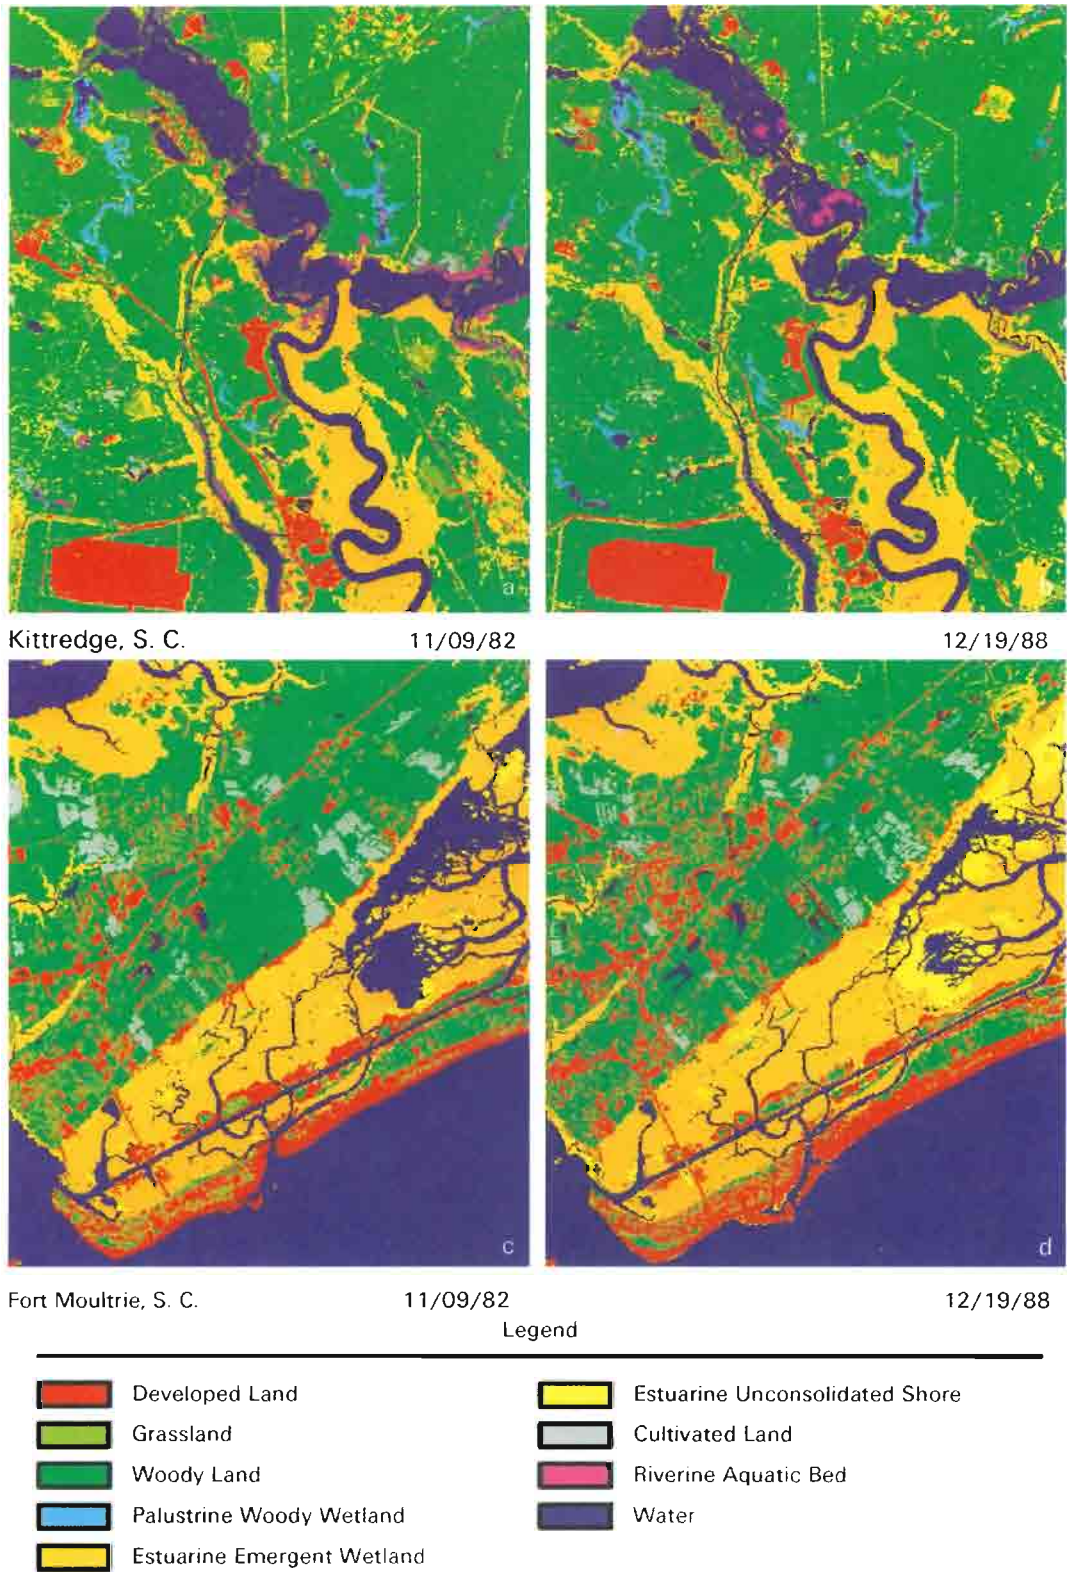 a
b
Kittredge, S. C.
11/09/82
12/19/88
c
d
Fort Moultrie, S. C.
11/09/82
12/19/88
Legend
Developed Land
Grassland
Woody Land
Palustrine Woody Wetland
Estuarine Emergent Wetland
Estuarine Unconsolidated Shore
Cultivated Land
Riverine Aquatic Bed
Water